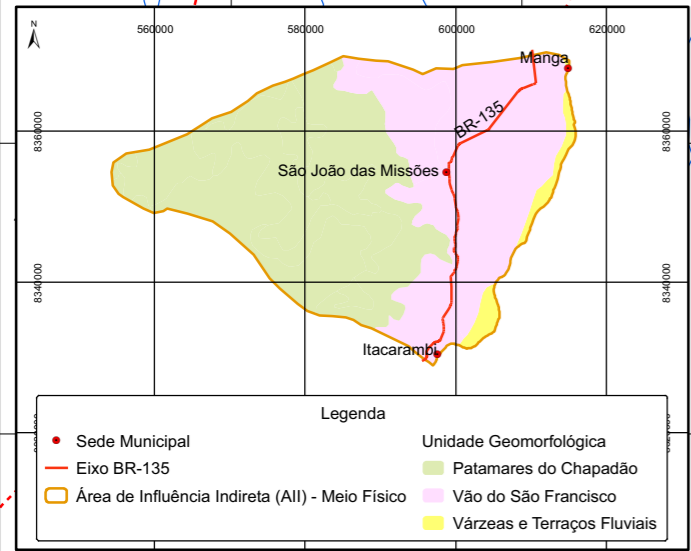 N
560000
580000
600000
620000
Manga
BR-135
8360000
8360000
São João das Missões
8340000
8340000
Itacarambi
Legenda
Sede Municipal
Eixo BR-135
Área de Influência Indireta (AII) - Meio Físico
Unidade Geomorfológica
Patamares do Chapadão
Vão do São Francisco
Várzeas e Terraços Fluviais